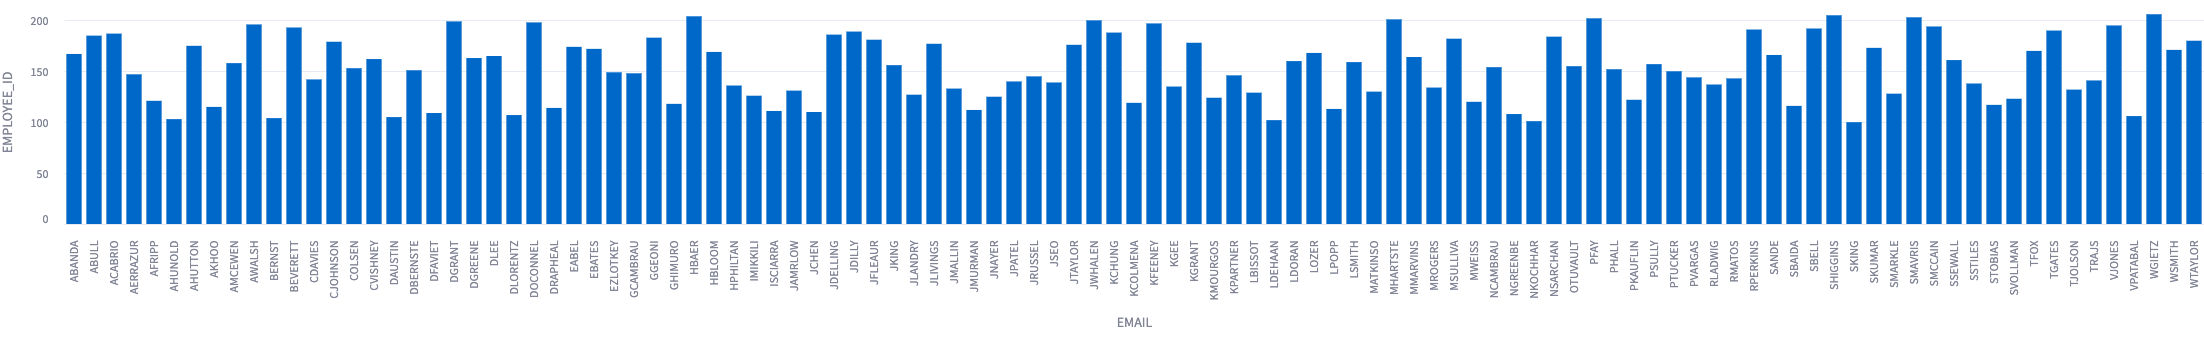 EMPLOYEE_ID
200
150
100
50
0
ABANDA
ABULL
ACABRIO
AERRAZUR
AFRIPP
AHUNOLD
AHUTTON
AKHOO
AMCEWEN
AWALSH
BERNST
BEVERETT
CDAVIES
CJOHNSON
COLSEN
CVISHNEY
DAUSTIN
DBERNSTE
DFAVIET
DGRANT
DGREENE
DLEE
DLORENTZ
DOCONNEL
DRAPHEAL
EABEL
EBATES
EZLOTKEY
GCAMBRAU
GGEONI
GHIMURO
HBAER
HBLOOM
HPHILTAN
IMIKKILI
ISCIARRA
JAMRLOW
JCHEN
JDELLING
JDILLY
JFLEAUR
JKING
JLANDRY
JLIVINGS
JMALLIN
JMURMAN
JNAYER
JPATEL
JRUSSEL
JSEO
JTAYLOR
JWHALEN
KCHUNG
KCOLMENA
KFEENEY
KGEE
KGRANT
KMOURGOS
KPARTNER
LBISSOT
LDEHAAN
LDORAN
LOZER
LPOPP
LSMITH
MATKINSO
MHARTSTE
MMARVINS
MROGERS
MSULLIVA
MWEISS
NCAMBRAU
NGREENBE
NKOCHHAR
NSARCHAN
OTUVAULT
PFAY
PHALL
PKAUFLIN
PSULLY
PTUCKER
PVARGAS
RLADWIG
RMATOS
RPERKINS
SANDE
SBAIDA
SBELL
SHIGGINS
SKING
SKUMAR
SMARKLE
SMAVRIS
SMCCAIN
SSEWALL
SSTILES
STOBIAS
SVOLLMAN
TFOX
TGATES
TJOLSON
TRAJS
VJONES
VPATABAL
WGIETZ
WSMITH
WTAYLOR
EMAIL